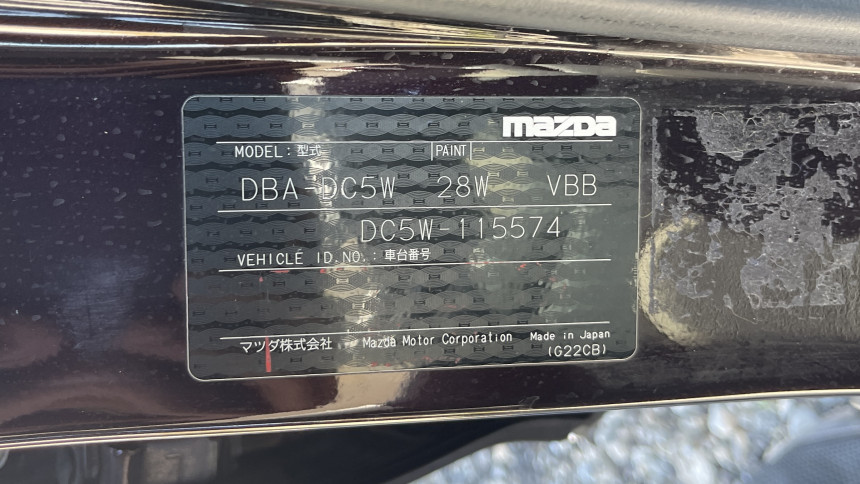 mazda
MODEL : 型式 PAINT
DBA-DC5W 28W VBB
DC5W-115574
VEHICLE ID.NO. : 車台番号
マツダ株式会社 Mazda Motor Corporation Made in Japan
(G22CB)